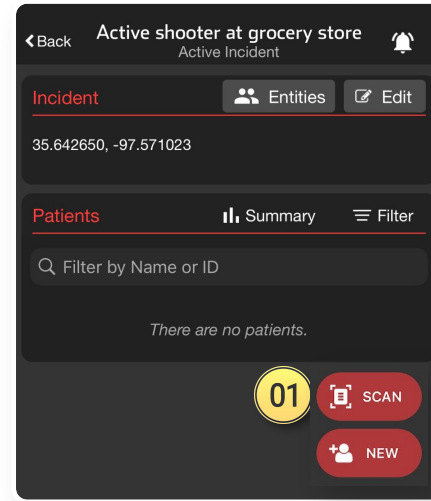 Back
Active shooter at grocery store
Active Incident
Incident
Entities
Edit
35.642650, -97.571023
Patients
Summary
Filter
Filter by Name or ID
There are no patients.
01
SCAN
NEW